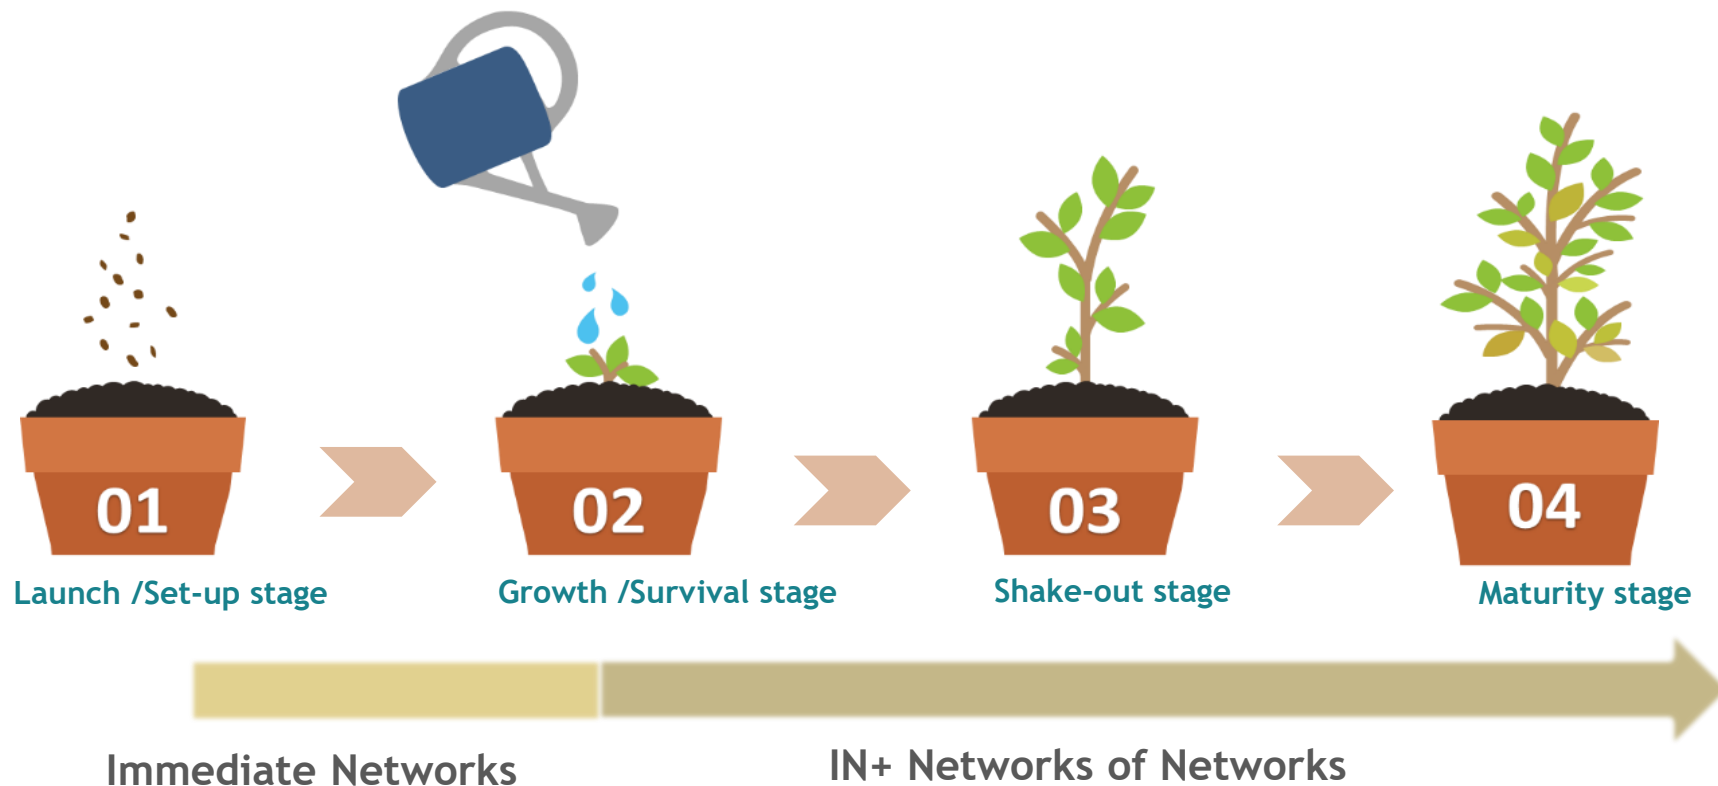 01
02
03
04
Launch /Set-up stage
Growth /Survival stage
Shake-out stage
Maturity stage
Immediate Networks
IN+ Networks of Networks